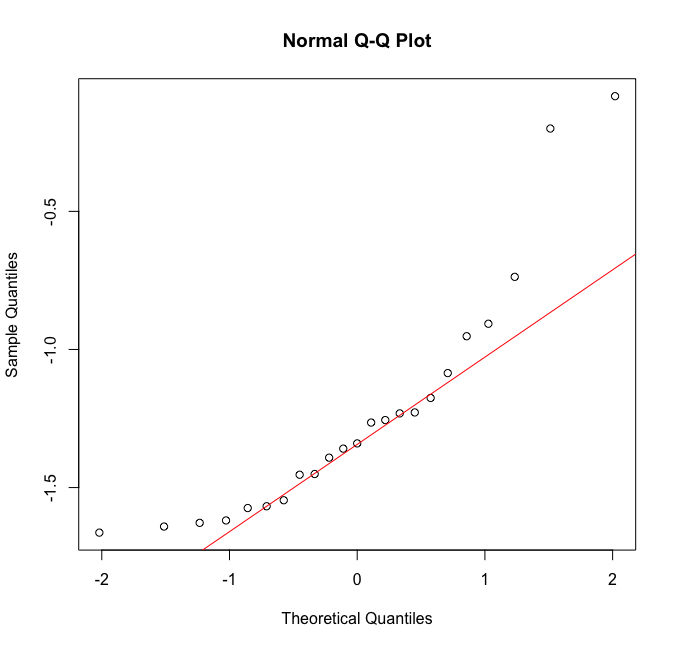 Normal Q-Q Plot
Sample Quantiles
-0.5
-1.0
-1.5
-2 -1 0 1 2
Theoretical Quantiles